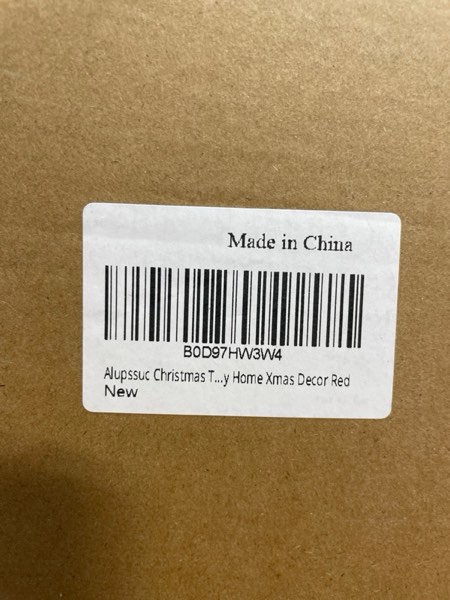 Made in China
B0D97HW3W4
Alupssuc Christmas T...y Home Xmas Decor Red
New